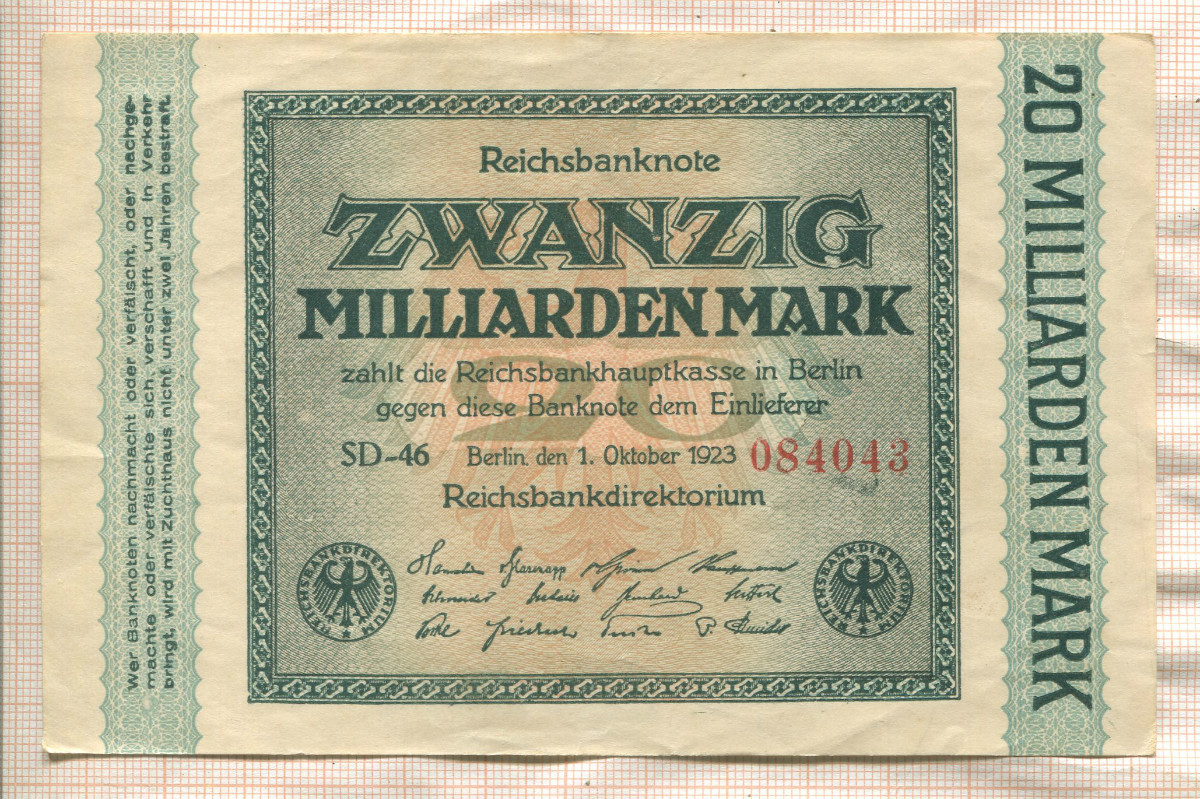 Wer Banknoten nachmacht oder verfälscht, oder nachge-
machte oder verfälschte sich verschafft und in Verkehr
bringt, wird mit Zuchthaus nicht unter zwei Jahren bestraft.
Reichsbanknote
ZWANZIG
MILLIARDEN MARK
20
zahlt die Reichsbankhauptkasse in Berlin
gegen diese Banknote dem Einlieferer
SD-46 Berlin, den 1. Oktober 1923 084043
Reichsbankdirektorium
REICHSBANKDIREKTORIUM
REICHSBANKDIREKTORIUM
20 MILLIARDEN MARK